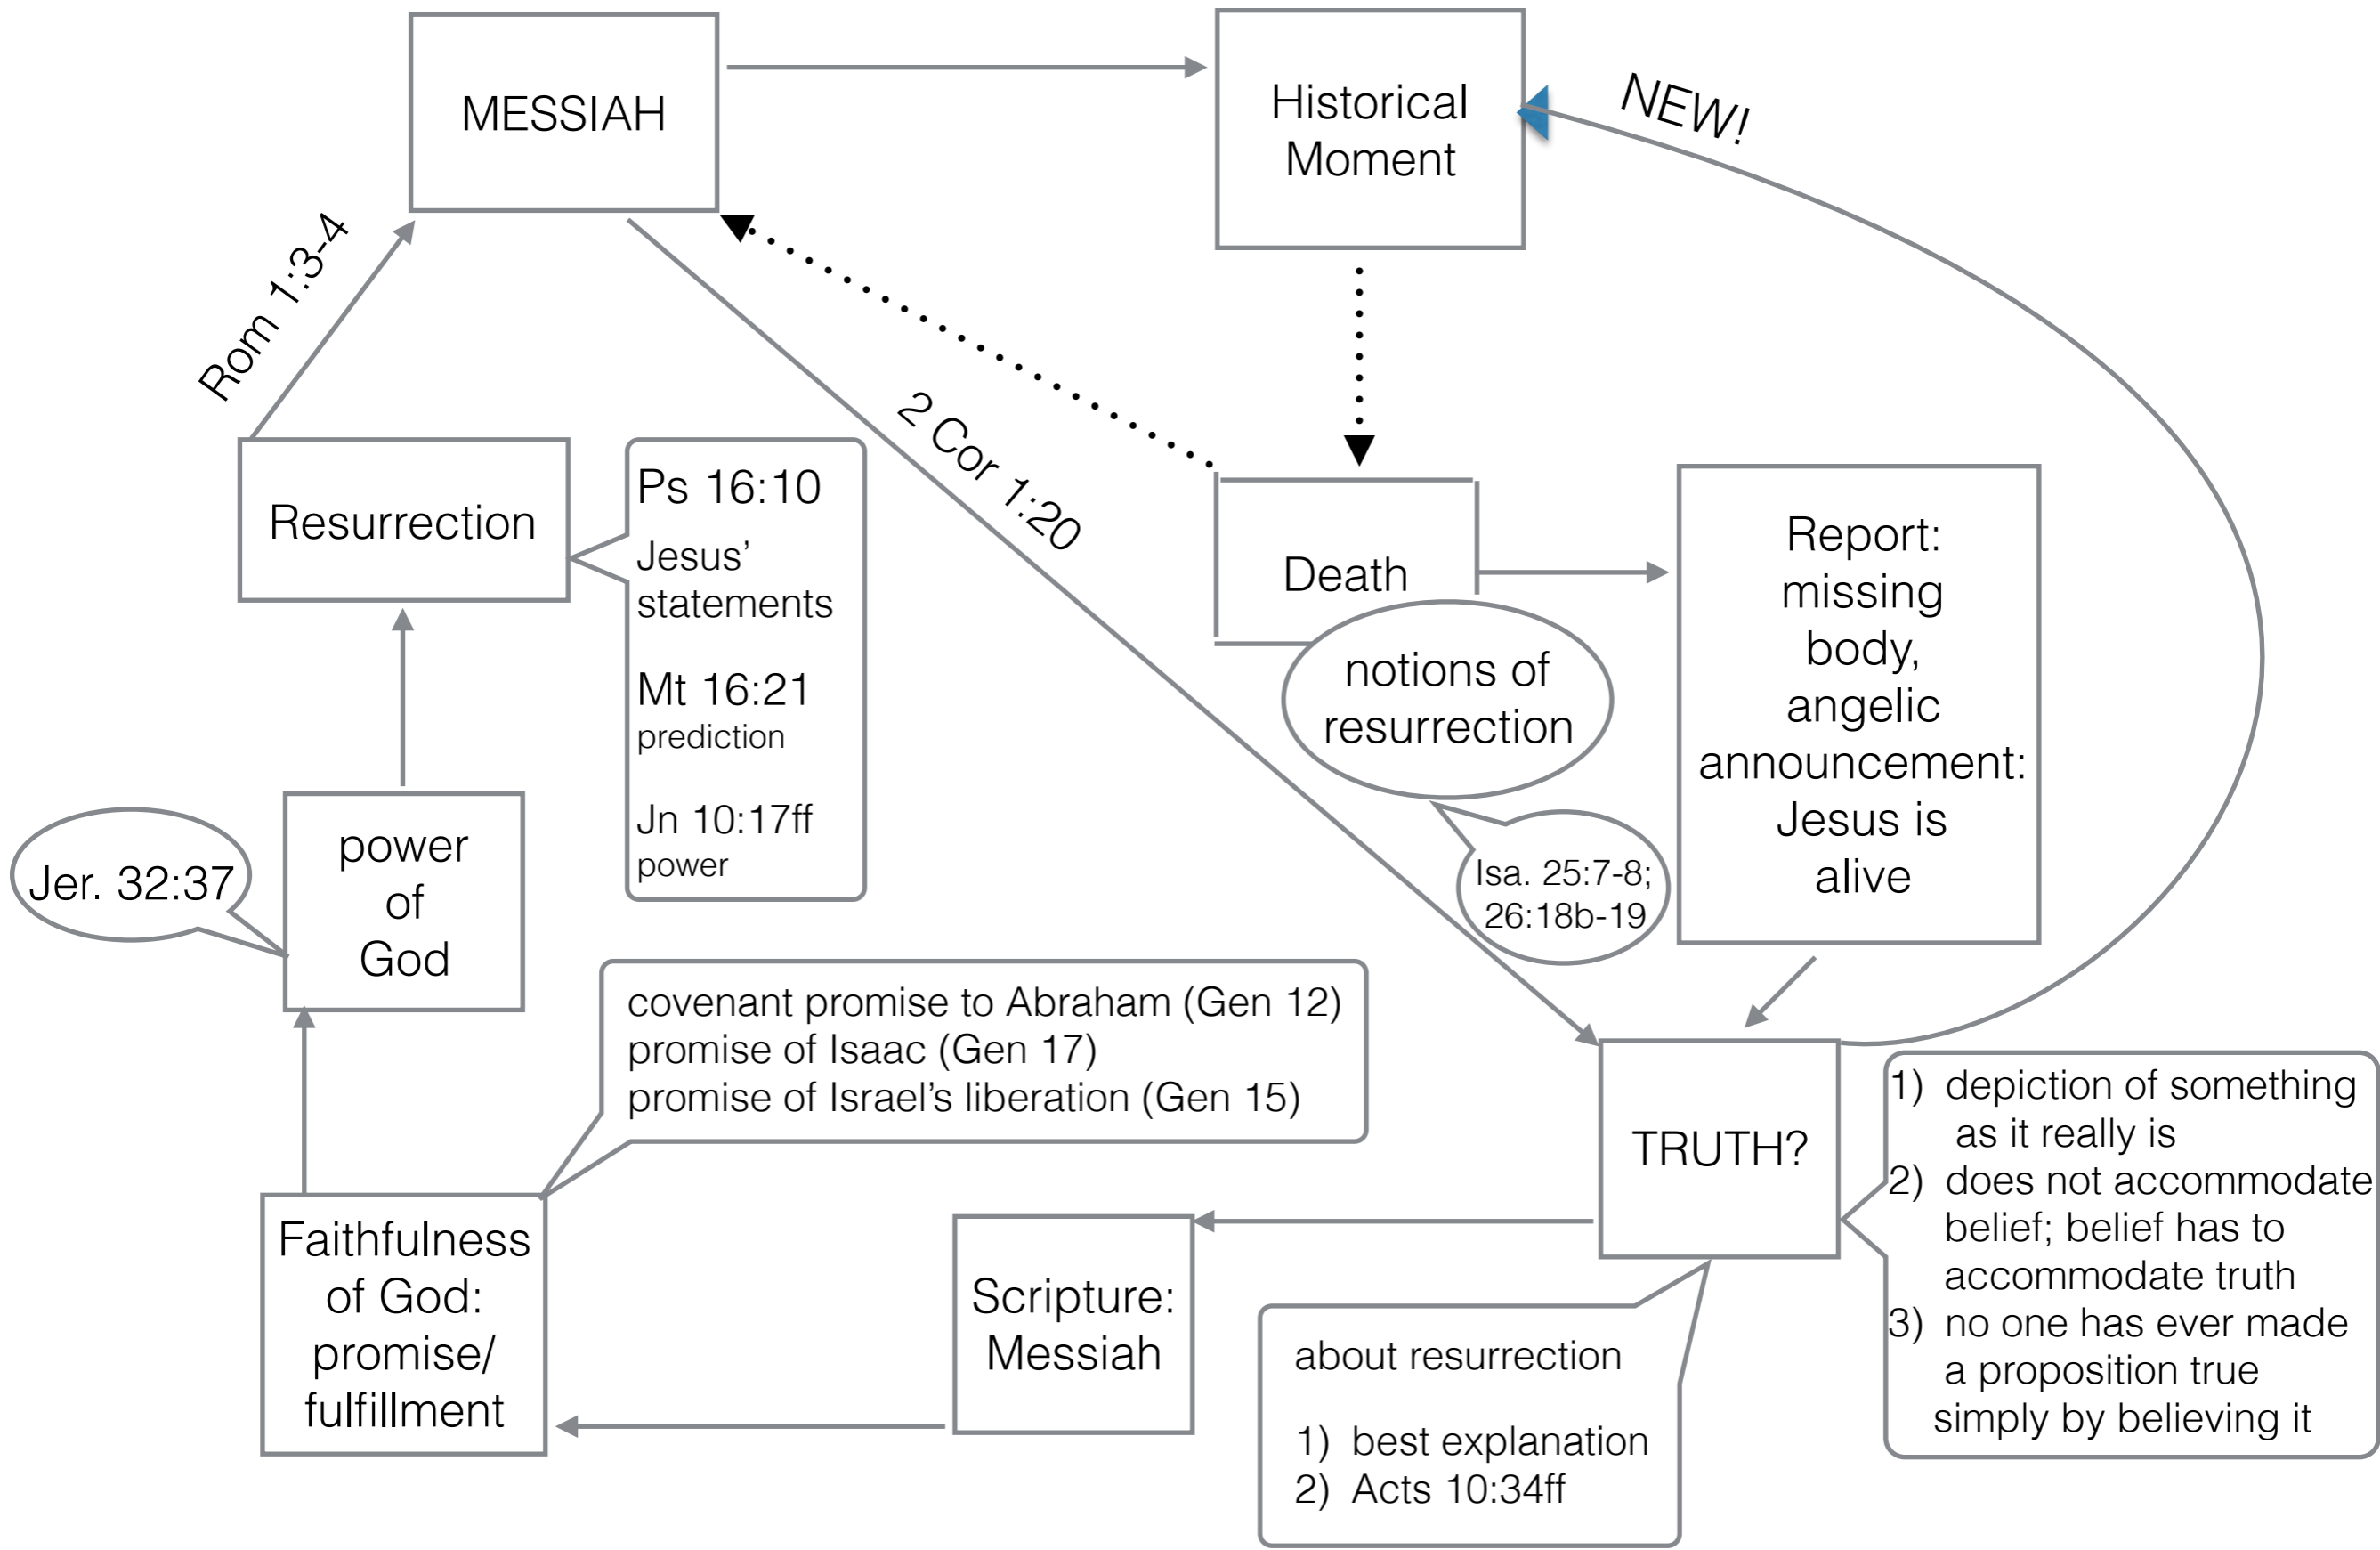 MESSIAH
Historical
Moment
NEW!
Rom 1:3-4
2 Cor 1:20
Resurrection
Ps 16:10
Jesus’
statements
Mt 16:21
prediction
Jn 10:17ff
power
Death
notions of
resurrection
Isa. 25:7-8;
26:18b-19
Report:
missing
body,
angelic
announcement:
Jesus is
alive
Jer. 32:37
power
of
God
covenant promise to Abraham (Gen 12)
promise of Isaac (Gen 17)
promise of Israel’s liberation (Gen 15)
TRUTH?
1) depiction of something
as it really is
2) does not accommodate
belief; belief has to
accommodate truth
3) no one has ever made
a proposition true
simply by believing it
Faithfulness
of God:
promise/
fulfillment
Scripture:
Messiah
about resurrection
1) best explanation
2) Acts 10:34ff